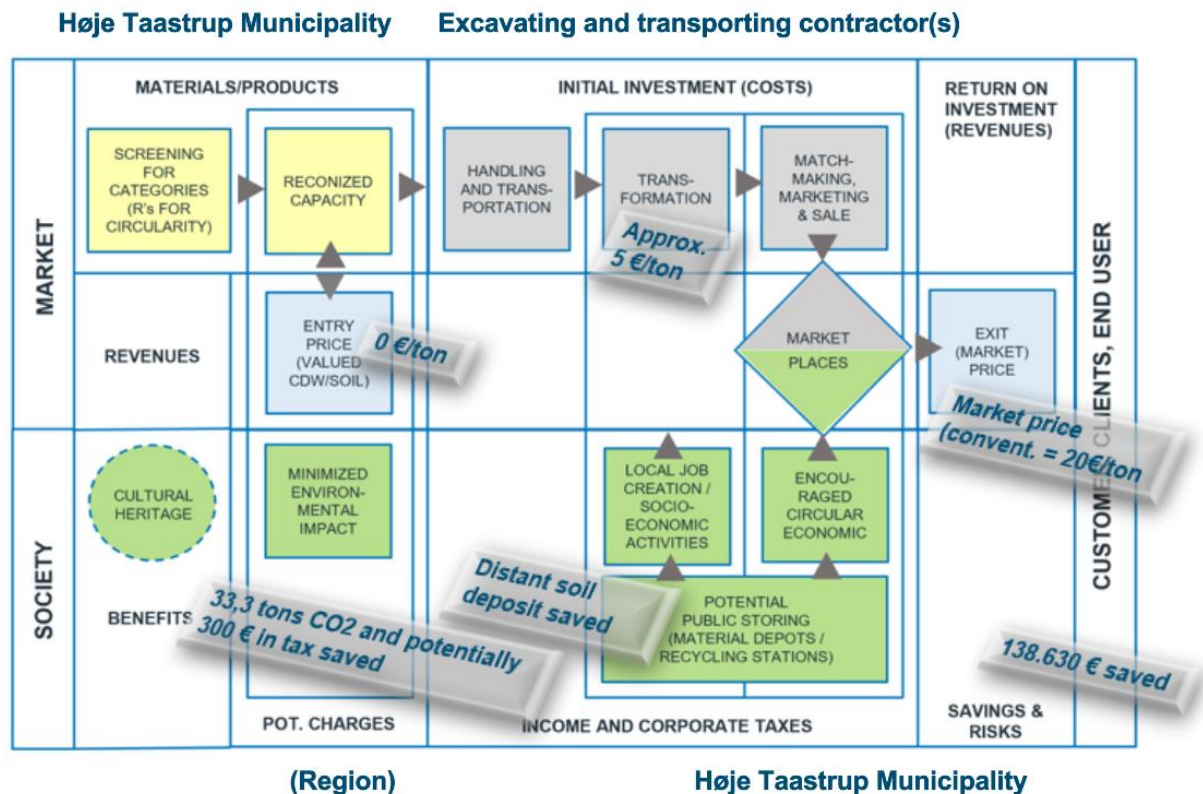 Høje Taastrup Municipality
Excavating and transporting contractor(s)
MATERIALS/PRODUCTS
INITIAL INVESTMENT (COSTS)
RETURN ON
INVESTMENT
(REVENUES)
SCREENING
FOR
CATEGORIES
(R's FOR
CIRCULARITY)
RECONIZED
CAPACITY
HANDLING
AND TRANS-
PORTATION
TRANS-
FORMATION
MATCH-
MAKING,
MARKETING
& SALE
Approx.
5 €/ton
MARKET
REVENUES
ENTRY
PRICE
(VALUED
CDW/SOIL)
0 €/ton
MARKET
PLACES
EXIT
(MARKET)
PRICE
Market price
(convent. = 20€/ton
CUSTOMERS, CLIENTS, END USER
SOCIETY
CULTURAL
HERITAGE
MINIMIZED
ENVIRON-
MENTAL
IMPACT
LOCAL JOB
CREATION /
SOCIO-
ECONOMIC
ACTIVITIES
ENCOU-
RAGED
CIRCULAR
ECONOMIC
BENEFITS
33,3 tons CO2 and potentially
300 € in tax saved
Distant soil
deposit saved
POTENTIAL
PUBLIC STORING
(MATERIAL DEPOTS /
RECYCLING STATIONS)
138.630 € saved
POT. CHARGES
INCOME AND CORPORATE TAXES
SAVINGS &
RISKS
(Region)
Høje Taastrup Municipality